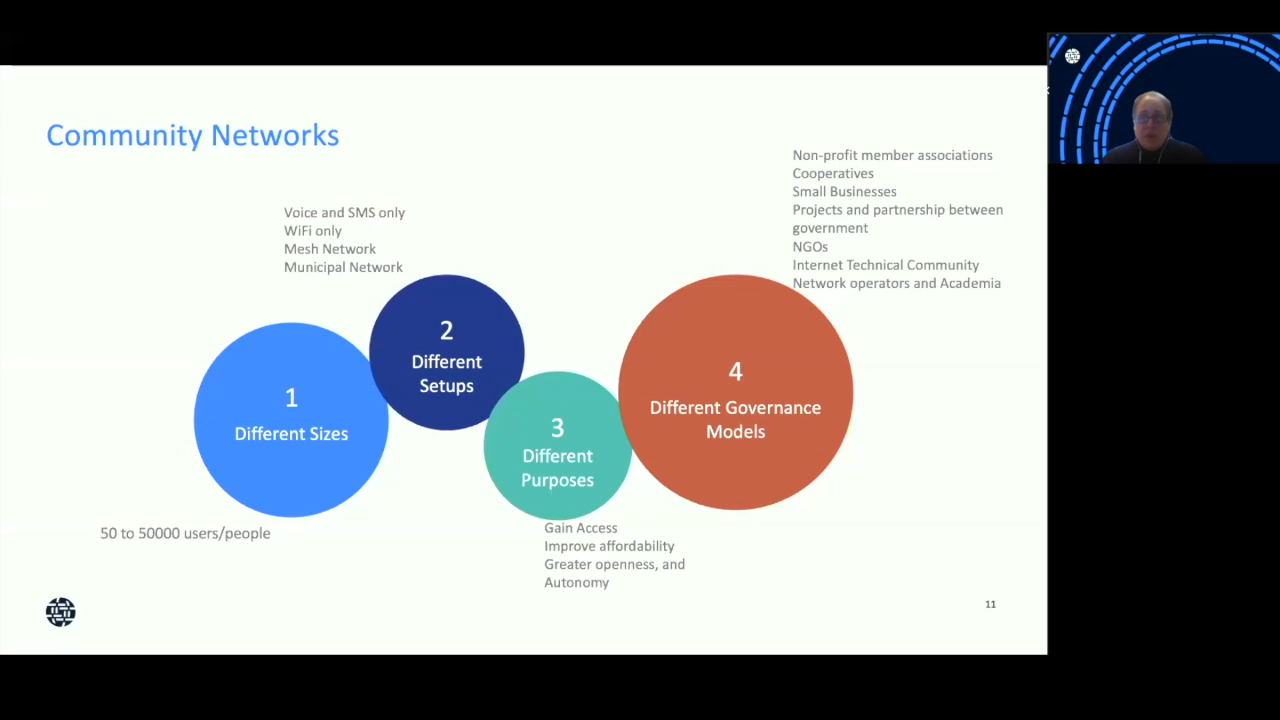 Community Networks
Voice and SMS only
WiFi only
Mesh Network
Municipal Network
Non-profit member associations
Cooperatives
Small Businesses
Projects and partnership between
government
NGOs
Internet Technical Community
Network operators and Academia
1
Different Sizes
50 to 50000 users/people
2
Different
Setups
3
Different
Purposes
Gain Access
Improve affordability
Greater openness, and
Autonomy
4
Different Governance
Models
11